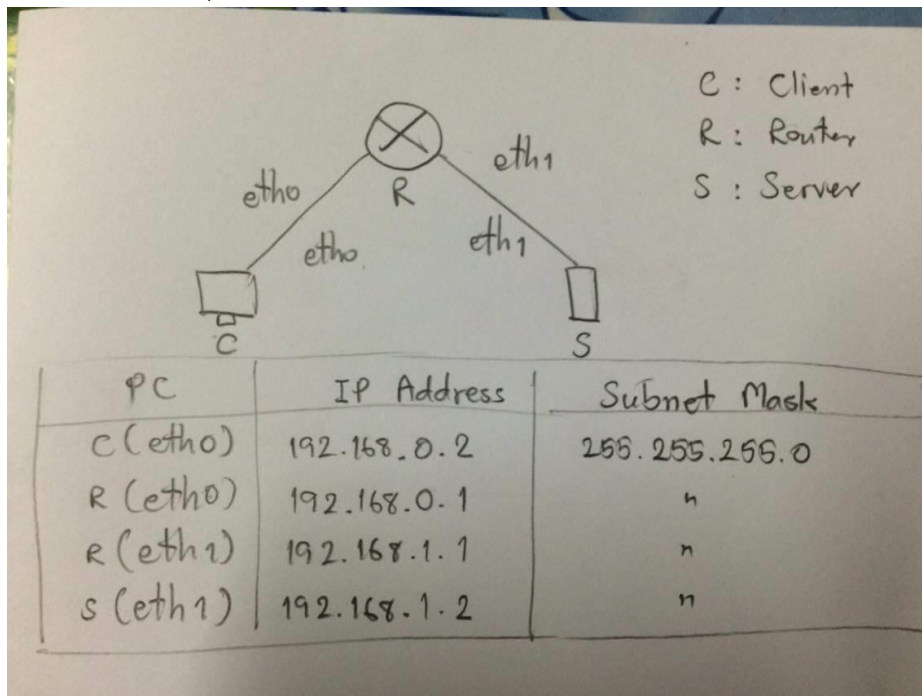 C : Client
R : Router
S : Server
eth1
eth0
R
eth0
eth1
C
S
PC IP Address Subnet Mask
C (eth0) 192.168.0.2 255.255.255.0
R (eth0) 192.168.0.1 "
R (eth1) 192.168.1.1 "
S (eth1) 192.168.1.2 "